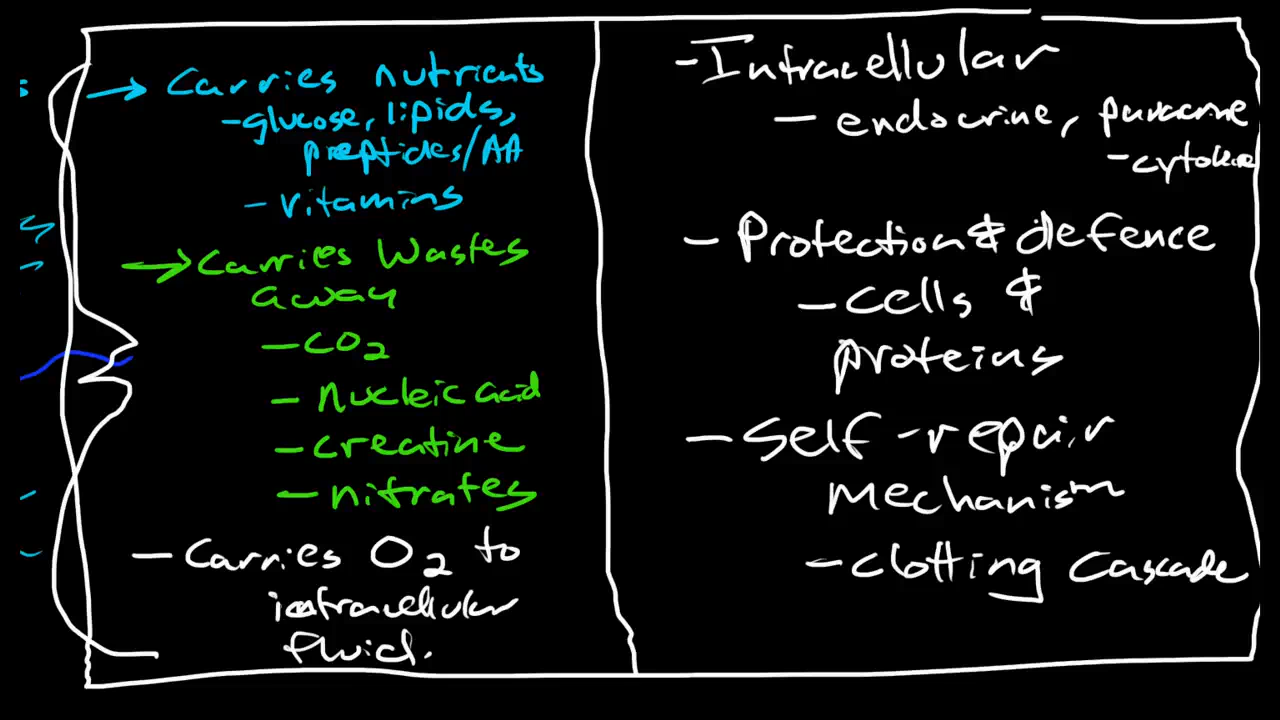 → Carries nutrients
- glucose, lipids,
peptides/AA
- vitamins
→ Carries Wastes
away
- CO2
- nucleic acid
- creatine
- nitrates
- Carries O2 to
intracellular
fluid.
- Intracellular
- endocrine, paracrine
- cytokine
- Protection & defence
- cells &
proteins
- Self-repair
Mechanism
- clotting cascade